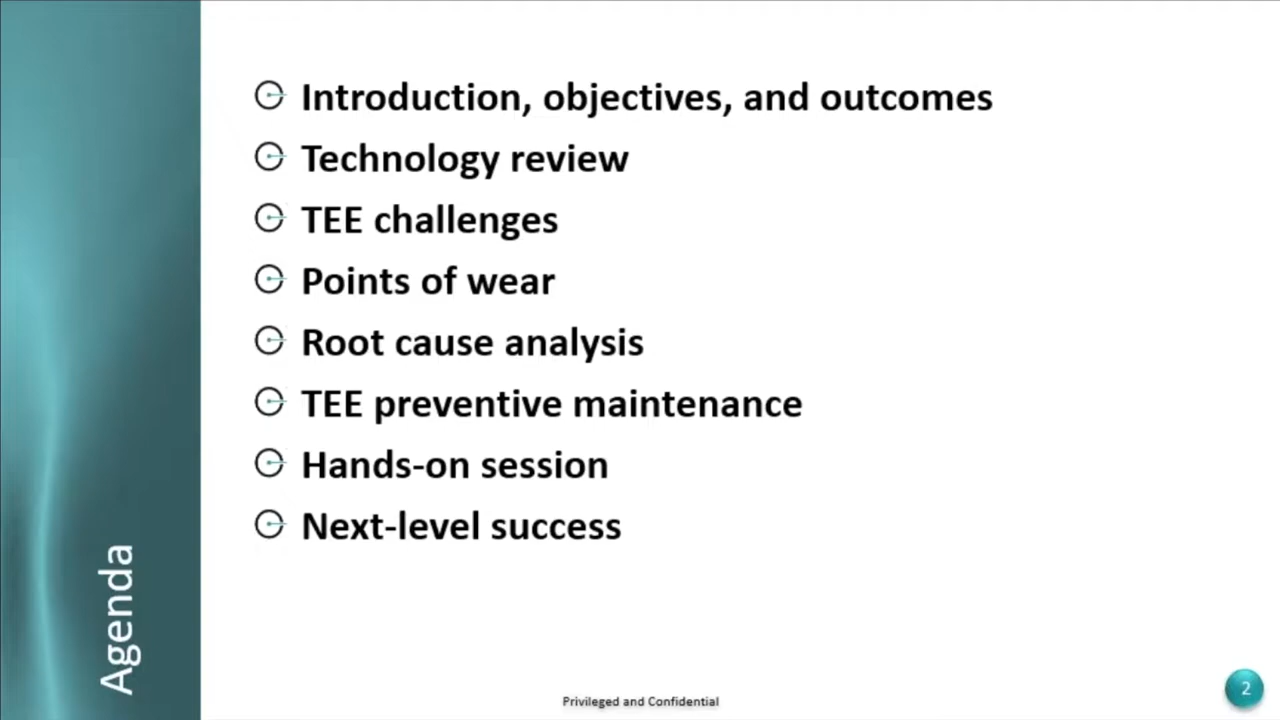 Introduction, objectives, and outcomes
Technology review
TEE challenges
Points of wear
Root cause analysis
TEE preventive maintenance
Hands-on session
Next-level success
Agenda
Privileged and Confidential
2